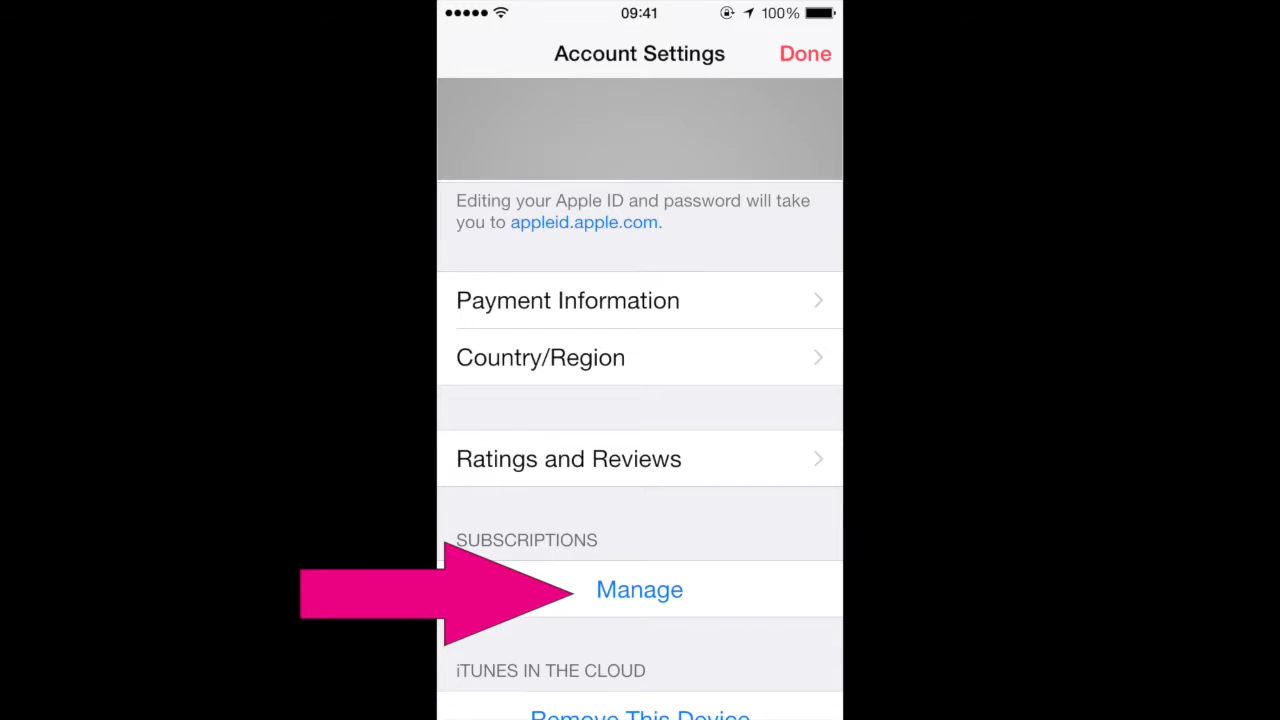 09:41 100%
Account Settings Done
Editing your Apple ID and password will take
you to appleid.apple.com.
Payment Information
Country/Region
Ratings and Reviews
SUBSCRIPTIONS
Manage
iTUNES IN THE CLOUD
Remove This Device